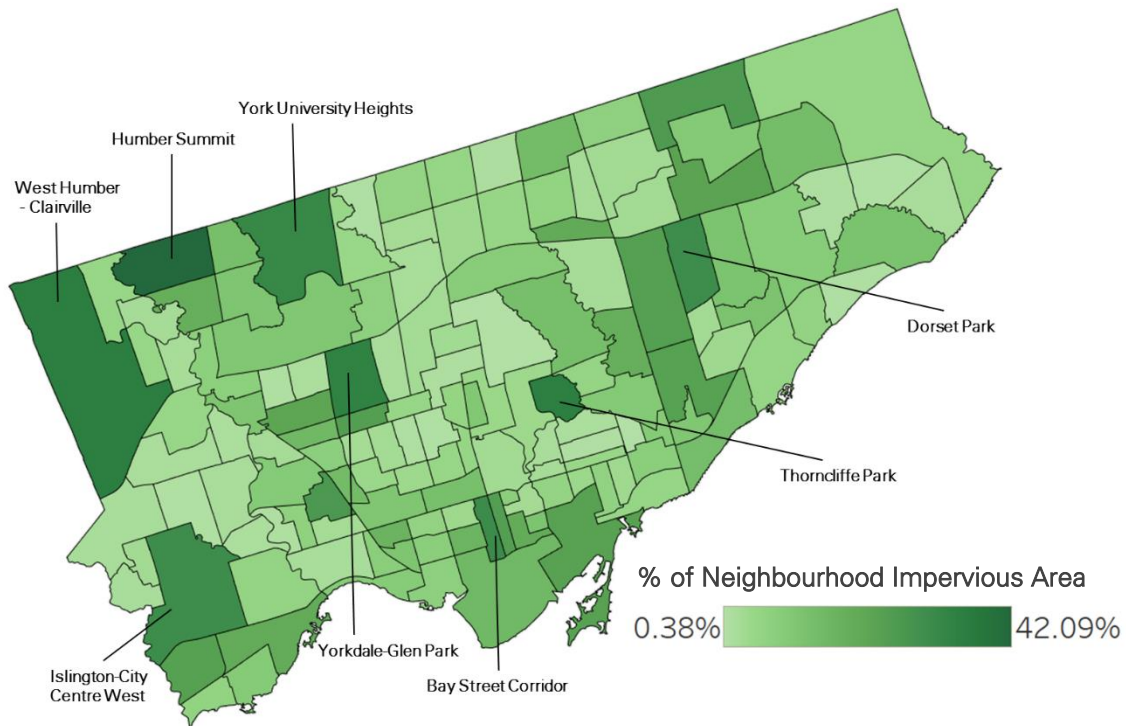 York University Heights
Humber Summit
West Humber
- Clairville
Dorset Park
Thorncliffe Park
% of Neighbourhood Impervious Area
0.38%
42.09%
Yorkdale-Glen Park
Islington-City
Centre West
Bay Street Corridor